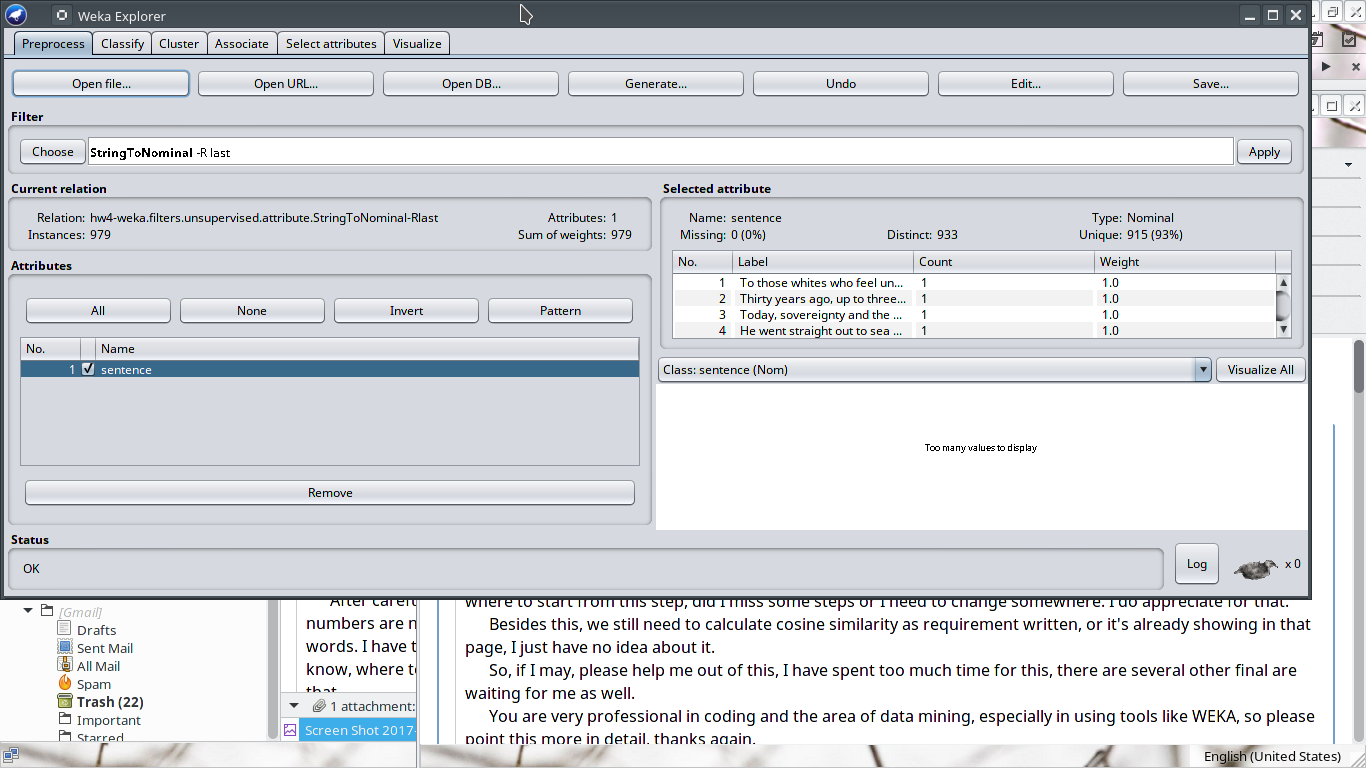 Weka Explorer
Preprocess Classify Cluster Associate Select attributes Visualize
Open file... Open URL... Open DB... Generate... Undo Edit... Save...
Filter
Choose StringToNominal -R last Apply
Current relation
Relation: hw4-weka.filters.unsupervised.attribute.StringToNominal-Rlast Attributes: 1
Instances: 979 Sum of weights: 979
Attributes
All None Invert Pattern
No. Name
1 sentence
Remove
Selected attribute
Name: sentence Type: Nominal
Missing: 0 (0%) Distinct: 933 Unique: 915 (93%)
No. Label Count Weight
1 To those whites who feel un... 1 1.0
2 Thirty years ago, up to three... 1 1.0
3 Today, sovereignty and the ... 1 1.0
4 He went straight out to sea ... 1 1.0
Class: sentence (Nom) Visualize All
Too many values to display
Status
OK
Log x 0
[Gmail]
Drafts
Sent Mail
All Mail
Spam
Trash (22)
Important
Starred
After
numbers are
words. I have
know, where
that
1 attachment:
Screen Shot 2017-
where to start from this step, did I miss some steps or I need to change somewhere. I do appreciate for that.
Besides this, we still need to calculate cosine similarity as requirement written, or it's already showing in that
page, I just have no idea about it.
So, if I may, please help me out of this, I have spent too much time for this, there are several other final are
waiting for me as well.
You are very professional in coding and the area of data mining, especially in using tools like WEKA, so please
point this more in detail, thanks again.
English (United States)